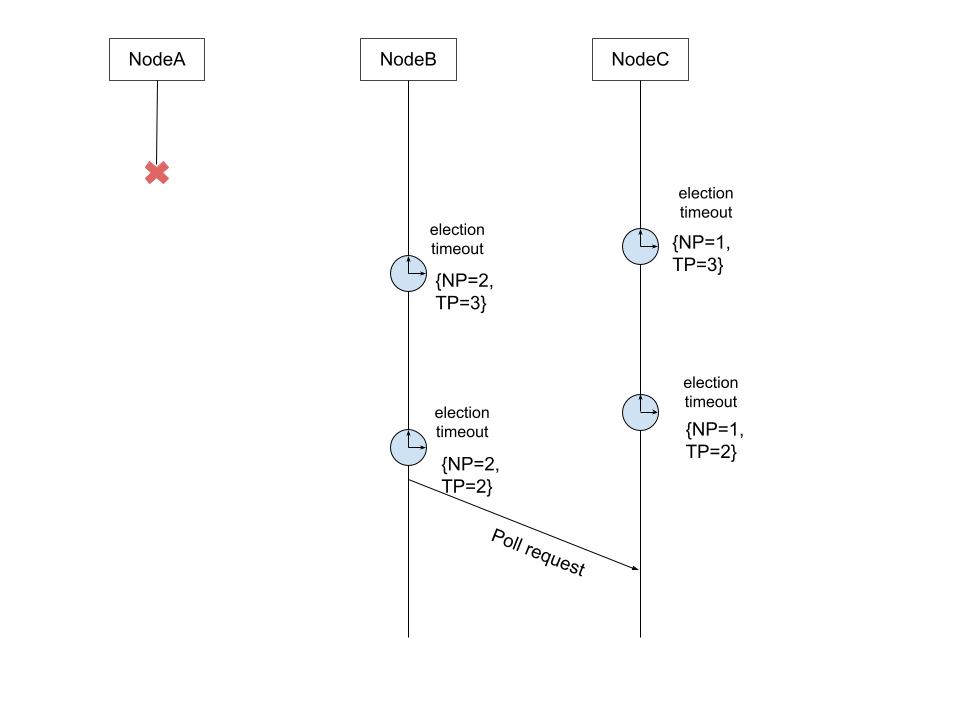 NodeA
NodeB
NodeC
election
timeout
{NP=1,
TP=3}
election
timeout
{NP=2,
TP=3}
election
timeout
{NP=1,
TP=2}
election
timeout
{NP=2,
TP=2}
Poll request